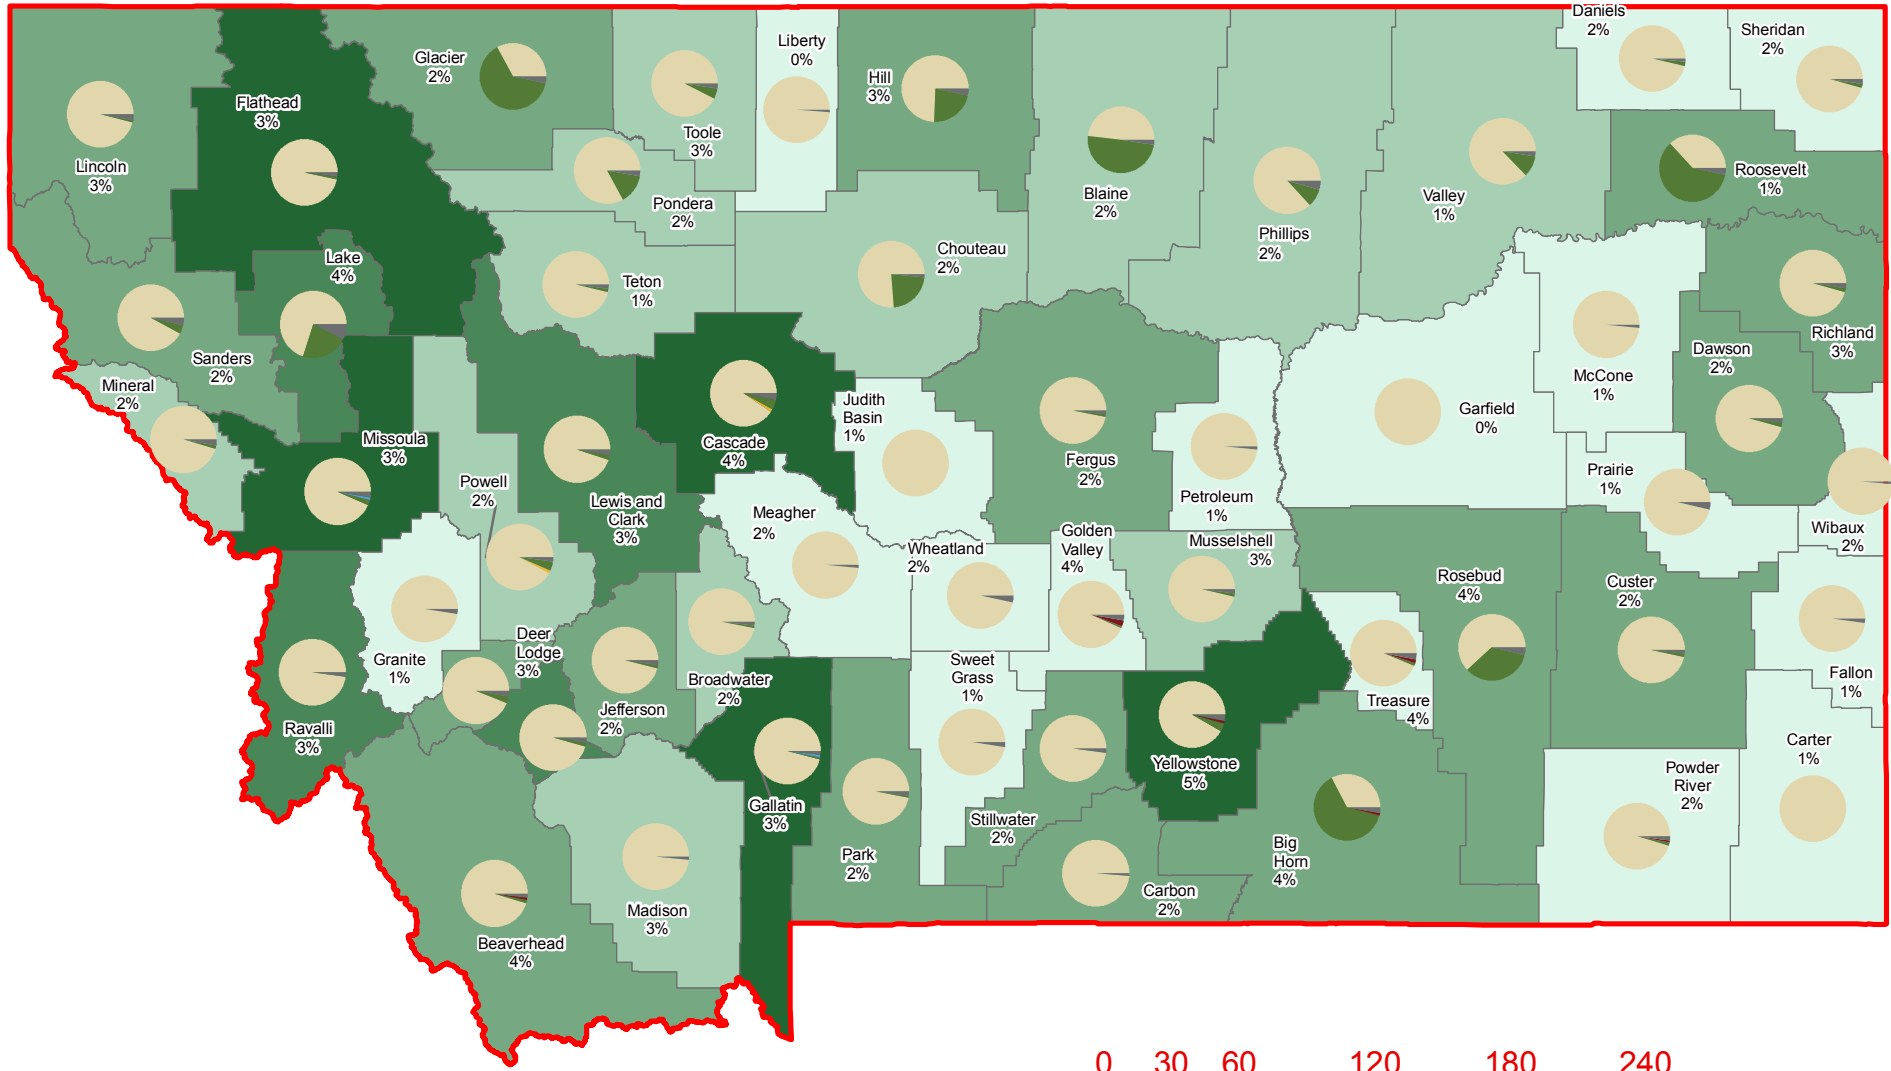 Daniels
2%
Sheridan
2%
Liberty
0%
Glacier
2%
Hill
3%
Flathead
3%
Toole
3%
Lincoln
3%
Roosevelt
1%
Blaine
2%
Valley
1%
Pondera
2%
Phillips
2%
Chouteau
2%
Lake
4%
Teton
1%
Richland
3%
Sanders
2%
Dawson
2%
McCone
1%
Mineral
2%
Judith
Basin
1%
Garfield
0%
Missoula
3%
Cascade
4%
Fergus
2%
Prairie
1%
Powell
2%
Petroleum
1%
Lewis and
Clark
3%
Meagher
2%
Golden
Valley
4%
Wibaux
2%
Musselshell
3%
Wheatland
2%
Rosebud
4%
Custer
2%
Deer
Lodge
3%
Granite
1%
Sweet
Grass
1%
Fallon
1%
Broadwater
2%
Treasure
4%
Jefferson
2%
Ravalli
3%
Carter
1%
Yellowstone
5%
Powder
River
2%
Gallatin
3%
Stillwater
2%
Big
Horn
4%
Park
2%
Carbon
2%
Madison
3%
Beaverhead
4%
0 30 60 120 180 240